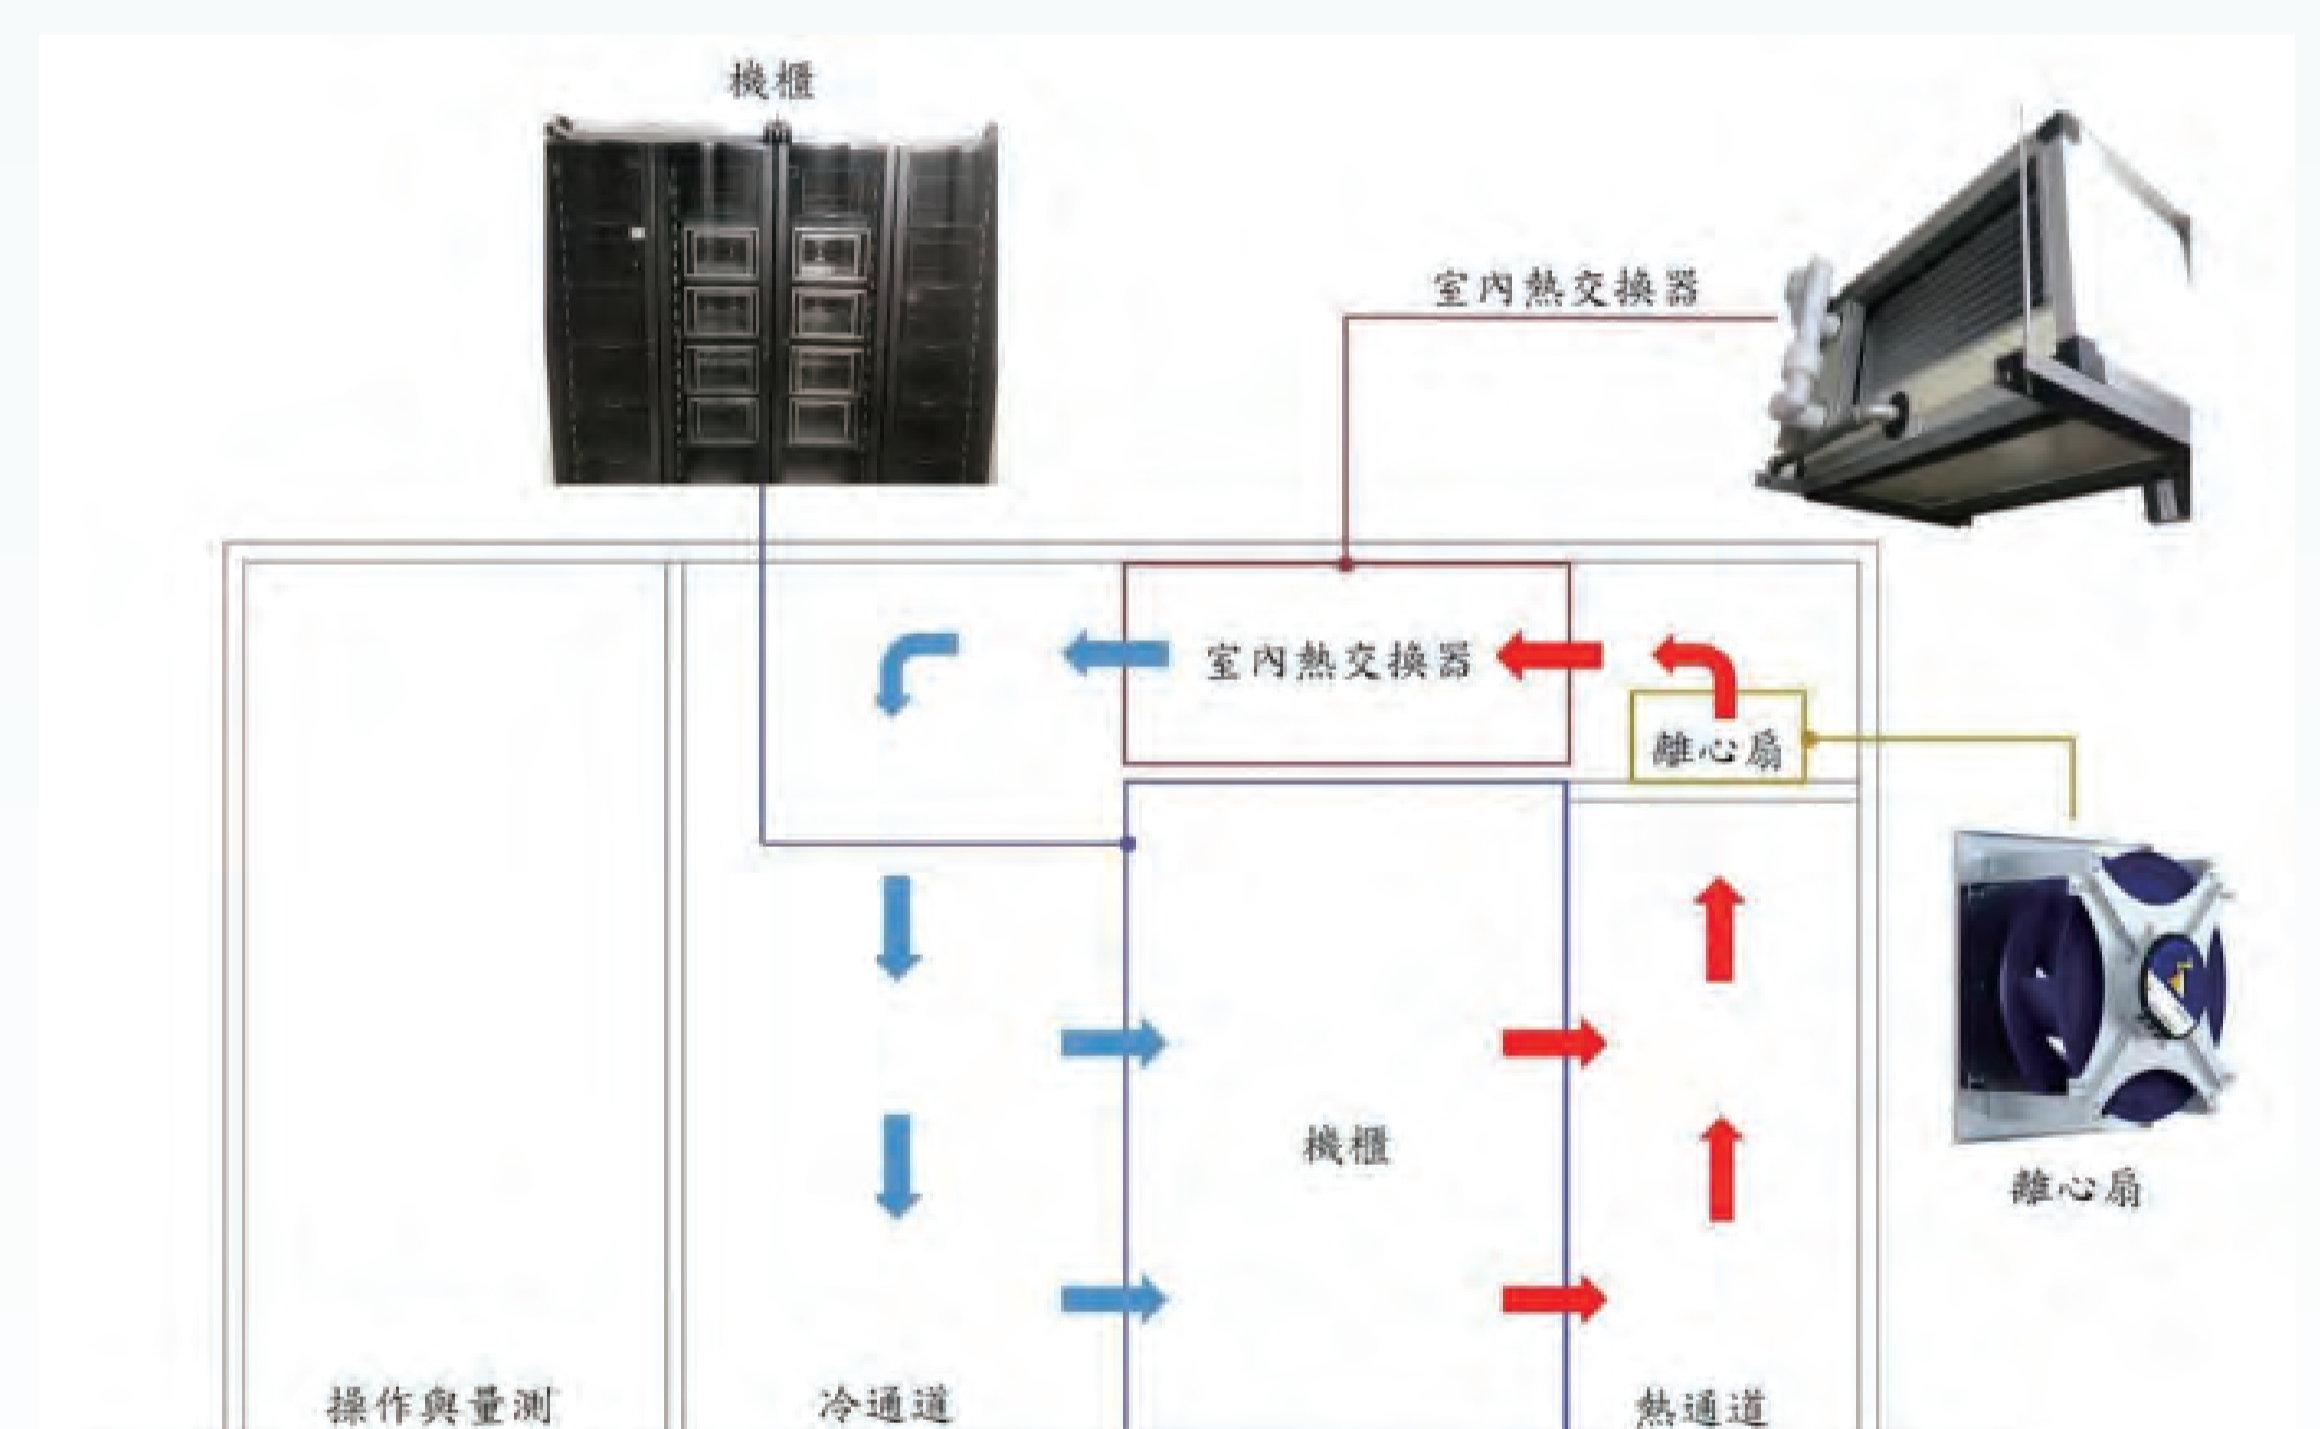 機櫃
室內熱交換器
室內熱交換器
離心扇
機櫃
離心扇
操作與量測
冷通道
熱通道